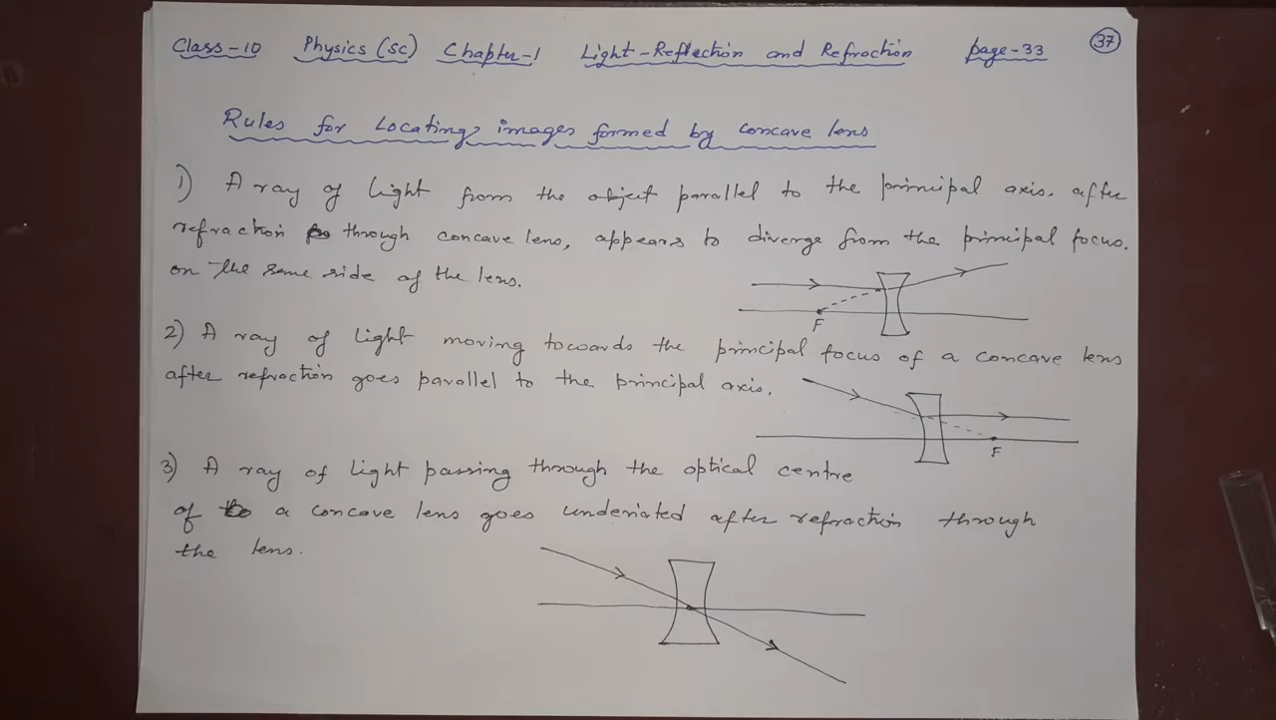 Class-10 Physics (SC) Chapter-1 Light-Reflection and Refraction page-33 37
Rules for Locating images formed by concave lens
1) A ray of light from the object parallel to the principal axis. after
refraction through concave lens, appears to diverge from the principal focus.
on the same side of the lens.
F
2) A ray of light moving towards the principal focus of a concave lens
after refraction goes parallel to the principal axis.
F
3) A ray of light passing through the optical centre
of a concave lens goes undeviated after refraction through
the lens.